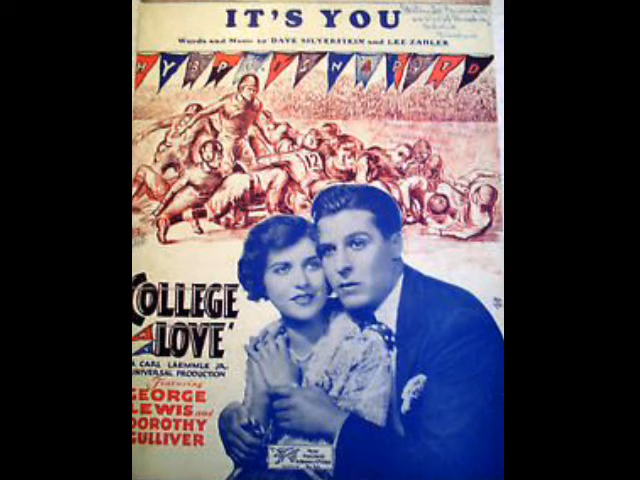 IT'S YOU
Words and Music by DAVE SILVERSTEIN and LEE ZAHLER
12
COLLEGE
LOVE'
A CARL LAEMMLE JR.
UNIVERSAL PRODUCTION
Featuring
GEORGE
LEWIS and
DOROTHY
GULLIVER